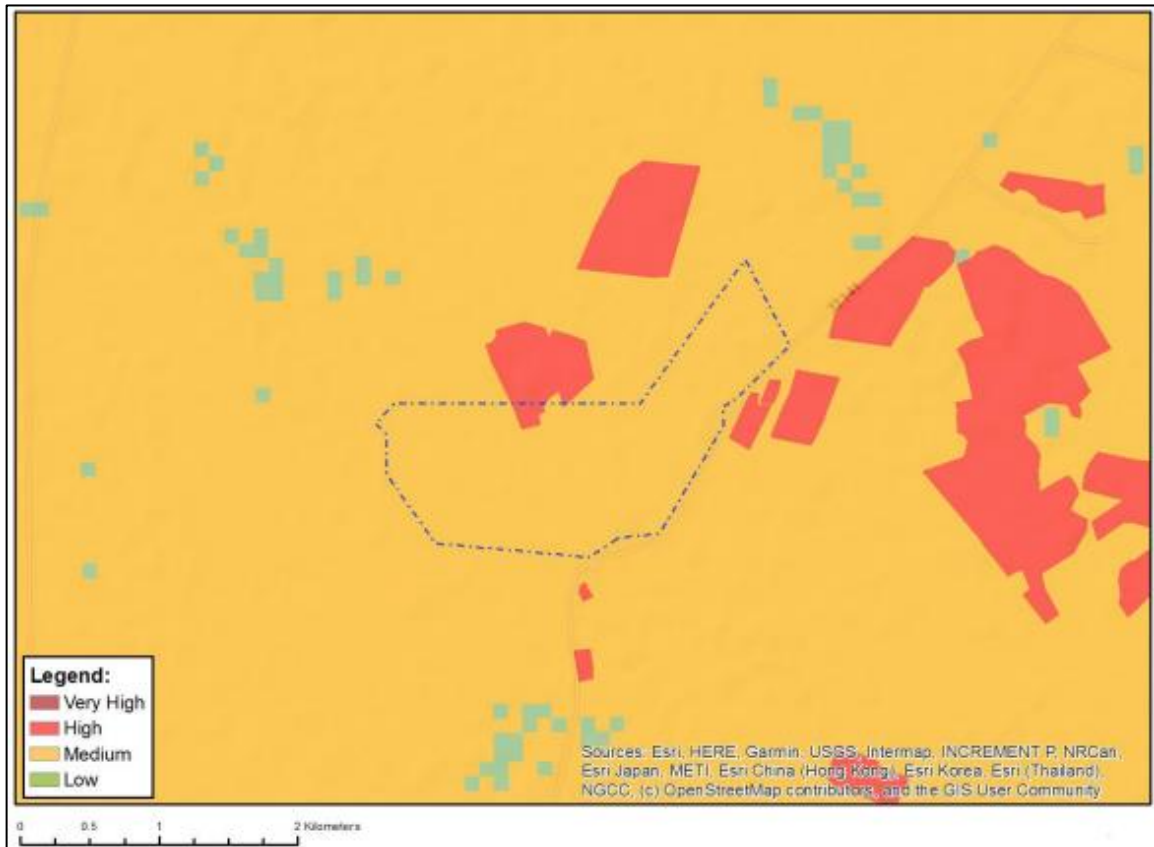 Legend:
Very High
High
Medium
Low
Sources: Esri, HERE, Garmin, USGS, Intermap, INCREMENT P, NRCan,
Esri Japan, METI, Esri China (Hong Kong), Esri Korea, Esri (Thailand),
NGCC, (c) OpenStreetMap contributors, and the GIS User Community
0 0.5 1 2 Kilometers